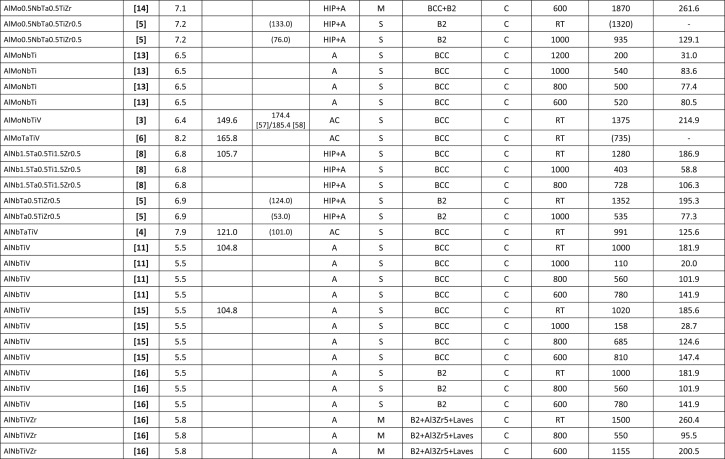 AlMo0.5NbTa0.5TiZr [14] 7.1 HIP+A M BCC+B2 C 600 1870 261.6
AlMo0.5NbTa0.5TiZr0.5 [5] 7.2 (133.0) HIP+A S B2 C RT (1320) -
AlMo0.5NbTa0.5TiZr0.5 [5] 7.2 (76.0) HIP+A S B2 C 1000 935 129.1
AlMoNbTi [13] 6.5 A S BCC C 1200 200 31.0
AlMoNbTi [13] 6.5 A S BCC C 1000 540 83.6
AlMoNbTi [13] 6.5 A S BCC C 800 500 77.4
AlMoNbTi [13] 6.5 A S BCC C 600 520 80.5
AlMoNbTiV [3] 6.4 149.6 174.4 [57]/185.4 [58] AC S BCC C RT 1375 214.9
AlMoTaTiV [6] 8.2 165.8 AC S BCC C RT (735) -
AlNb1.5Ta0.5Ti1.5Zr0.5 [8] 6.8 105.7 HIP+A S BCC C RT 1280 186.9
AlNb1.5Ta0.5Ti1.5Zr0.5 [8] 6.8 HIP+A S BCC C 1000 403 58.8
AlNb1.5Ta0.5Ti1.5Zr0.5 [8] 6.8 HIP+A S BCC C 800 728 106.3
AlNbTa0.5TiZr0.5 [5] 6.9 (124.0) HIP+A S B2 C RT 1352 195.3
AlNbTa0.5TiZr0.5 [5] 6.9 (53.0) HIP+A S B2 C 1000 535 77.3
AlNbTaTiV [4] 7.9 121.0 (101.0) AC S BCC C RT 991 125.6
AlNbTiV [11] 5.5 104.8 A S BCC C RT 1000 181.9
AlNbTiV [11] 5.5 A S BCC C 1000 110 20.0
AlNbTiV [11] 5.5 A S BCC C 800 560 101.9
AlNbTiV [11] 5.5 A S BCC C 600 780 141.9
AlNbTiV [15] 5.5 104.8 A S BCC C RT 1020 185.6
AlNbTiV [15] 5.5 A S BCC C 1000 158 28.7
AlNbTiV [15] 5.5 A S BCC C 800 685 124.6
AlNbTiV [15] 5.5 A S BCC C 600 810 147.4
AlNbTiV [16] 5.5 A S B2 C RT 1000 181.9
AlNbTiV [16] 5.5 A S B2 C 800 560 101.9
AlNbTiV [16] 5.5 A S B2 C 600 780 141.9
AlNbTiVZr [16] 5.8 A M B2+Al3Zr5+Laves C RT 1500 260.4
AlNbTiVZr [16] 5.8 A M B2+Al3Zr5+Laves C 800 550 95.5
AlNbTiVZr [16] 5.8 A M B2+Al3Zr5+Laves C 600 1155 200.5